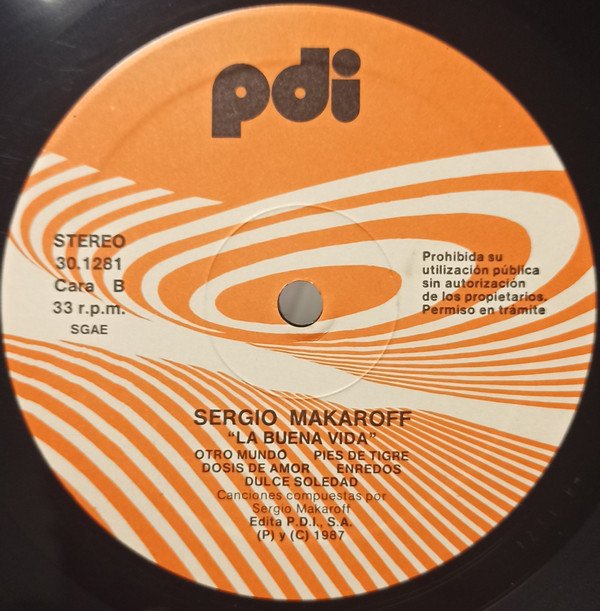 pdi
STEREO
30.1281
Cara B
33 r.p.m.
SGAE
Prohibida su
utilización pública
sin autorización
de los propietarios.
Permiso en trámite
SERGIO MAKAROFF
"LA BUENA VIDA"
OTRO MUNDO PIES DE TIGRE
DOSIS DE AMOR ENREDOS
DULCE SOLEDAD
Canciones compuestas por
Sergio Makaroff
Edita P.D.I., S.A.
(P) y (C) 1987